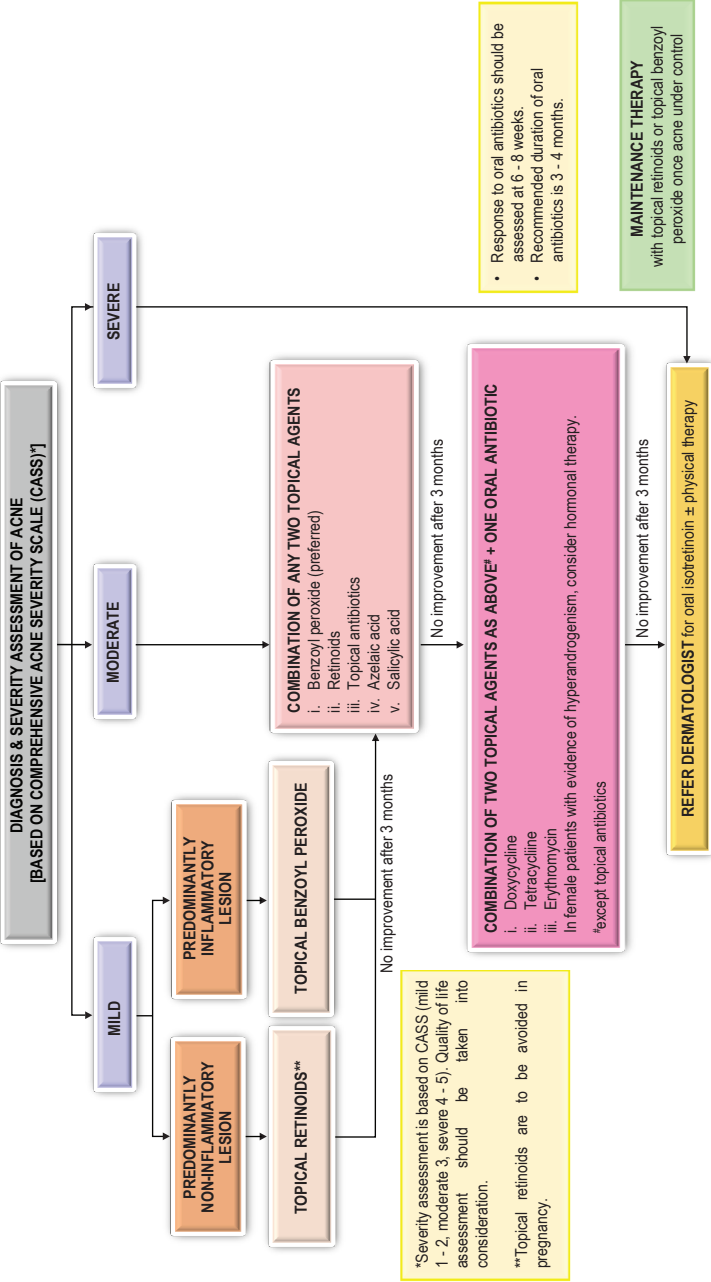 DIAGNOSIS & SEVERITY ASSESSMENT OF ACNE
[BASED ON COMPREHENSIVE ACNE SEVERITY SCALE (CASS)*]
MILD
MODERATE
SEVERE
PREDOMINANTLY
NON-INFLAMMATORY
LESION
PREDOMINANTLY
INFLAMMATORY
LESION
TOPICAL RETINOIDS**
TOPICAL BENZOYL PEROXIDE
No improvement after 3 months
COMBINATION OF ANY TWO TOPICAL AGENTS
i. Benzoyl peroxide (preferred)
ii. Retinoids
iii. Topical antibiotics
iv. Azelaic acid
v. Salicylic acid
No improvement after 3 months
COMBINATION OF TWO TOPICAL AGENTS AS ABOVE# + ONE ORAL ANTIBIOTIC
i. Doxycycline
ii. Tetracycline
iii. Erythromycin
In female patients with evidence of hyperandrogenism, consider hormonal therapy.
#except topical antibiotics
No improvement after 3 months
REFER DERMATOLOGIST for oral isotretinoin ± physical therapy
*Severity assessment is based on CASS (mild
1 - 2, moderate 3, severe 4 - 5). Quality of life
assessment should be taken into
consideration.
**Topical retinoids are to be avoided in
pregnancy.
• Response to oral antibiotics should be
assessed at 6 - 8 weeks.
• Recommended duration of oral
antibiotics is 3 - 4 months.
MAINTENANCE THERAPY
with topical retinoids or topical benzoyl
peroxide once acne under control